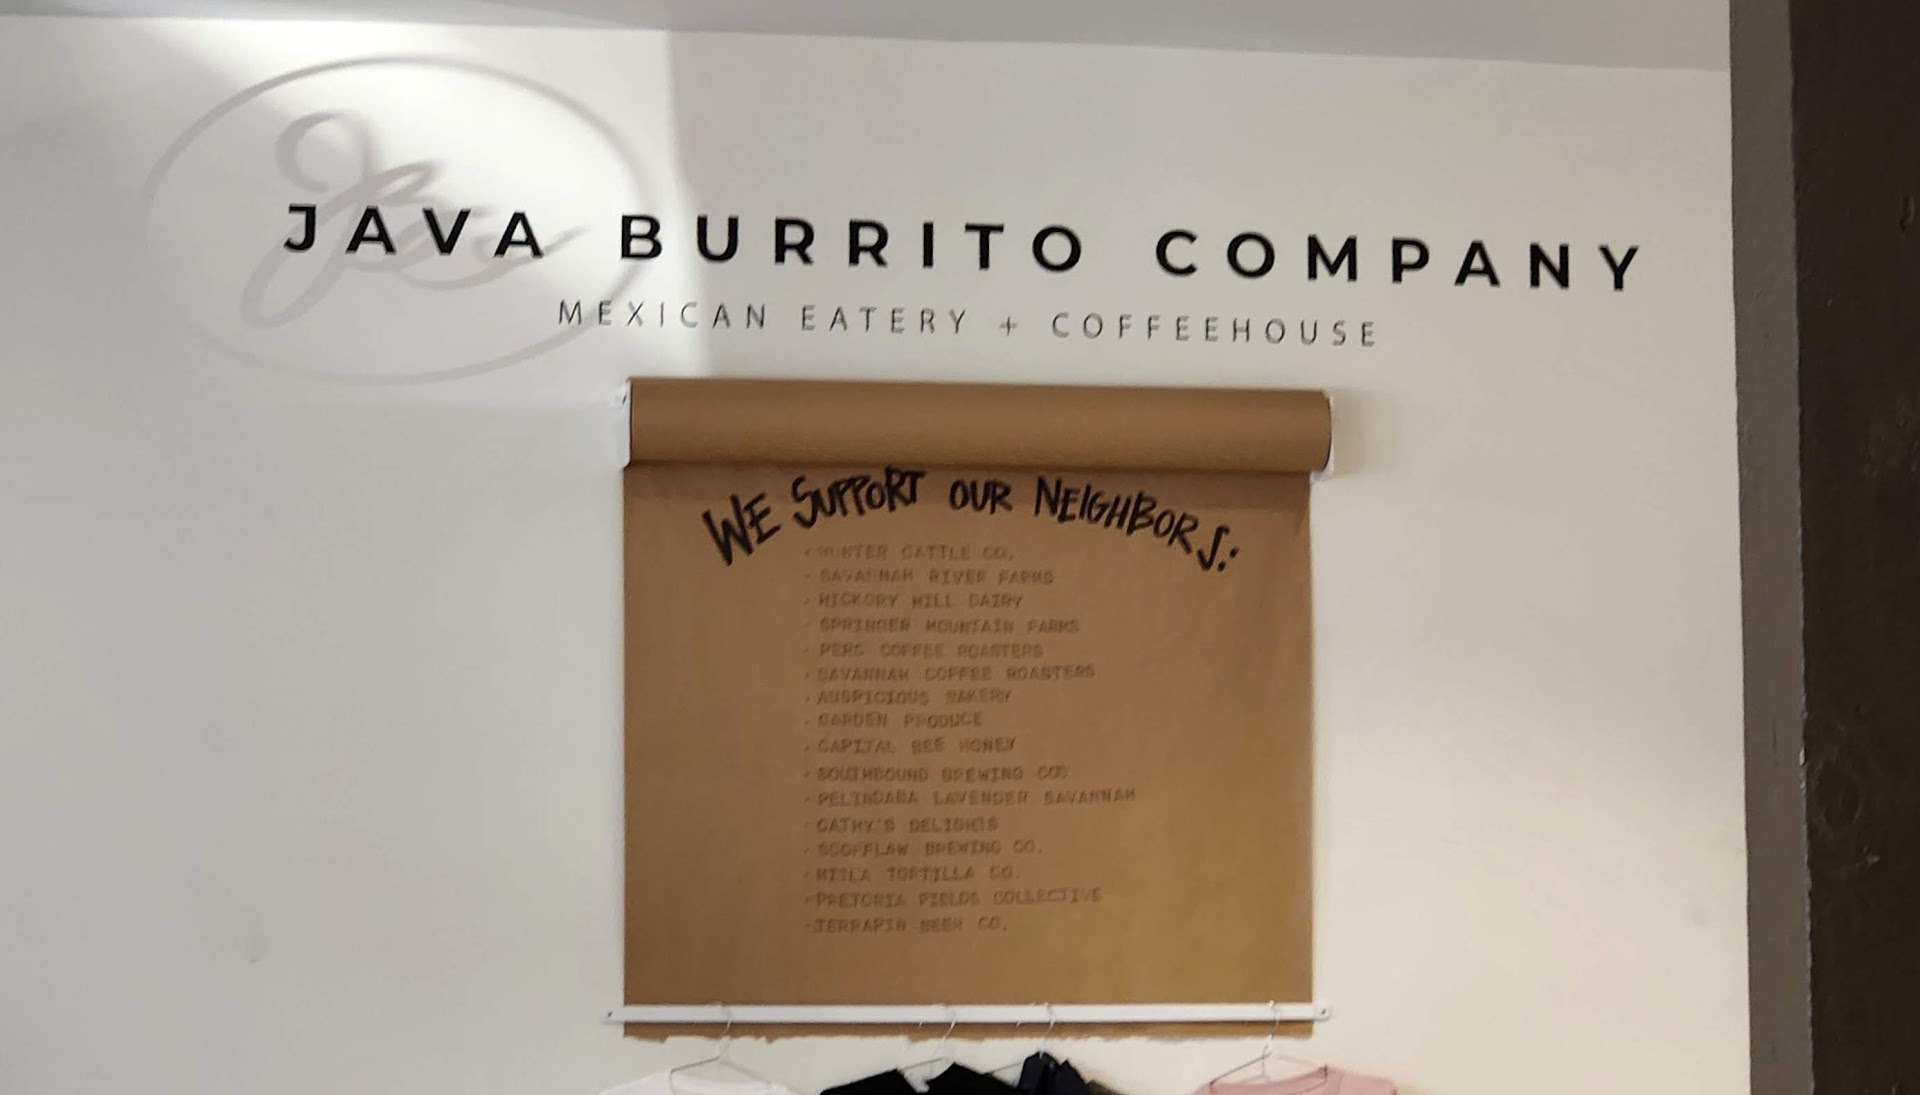 JBC
JAVA BURRITO COMPANY
MEXICAN EATERY + COFFEEHOUSE
WE SUPPORT OUR NEIGHBORS:
- HUNTER CATTLE CO.
- SAVANNAH RIVER FARMS
- HICKORY HILL DAIRY
- SPRINGER MOUNTAIN FARMS
- PERC COFFEE ROASTERS
- SAVANNAH COFFEE ROASTERS
- AUSPICIOUS BAKERY
- GARDEN PRODUCE
- CAPITAL BEE HONEY
- SOUTHBOUND BREWING CO
- PELINDABA LAVENDER SAVANNAH
- CATHY'S DELIGHTS
- SCOFFLAW BREWING CO.
- MITLA TORTILLA CO.
- PRETORIA FIELDS COLLECTIVE
- TERRAPIN BEER CO.